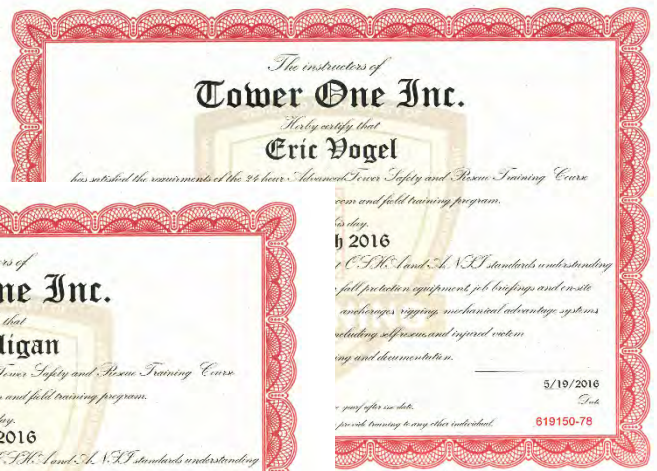 The instructors of
Tower One Inc.
Herby certify that
Eric Vogel
has satisfied the requirments of the 24 hour Advanced Tower Safety and Rescue Training Course
room and field training program.
his day.
h 2016
OSHA and ANSI standards understanding
fall protection equipment, job briefings and on-site
anchorages rigging, mechanical advantage systems
including self rescue and injured victom
ing and documentation.
5/19/2016
Date
year after its date.
provide training to any other individual.
619150-78
rs of
ne Inc.
that
ligan
Tower Safety and Rescue Training Course
and field training program.
day.
2016
OSHA and ANSI standards understanding